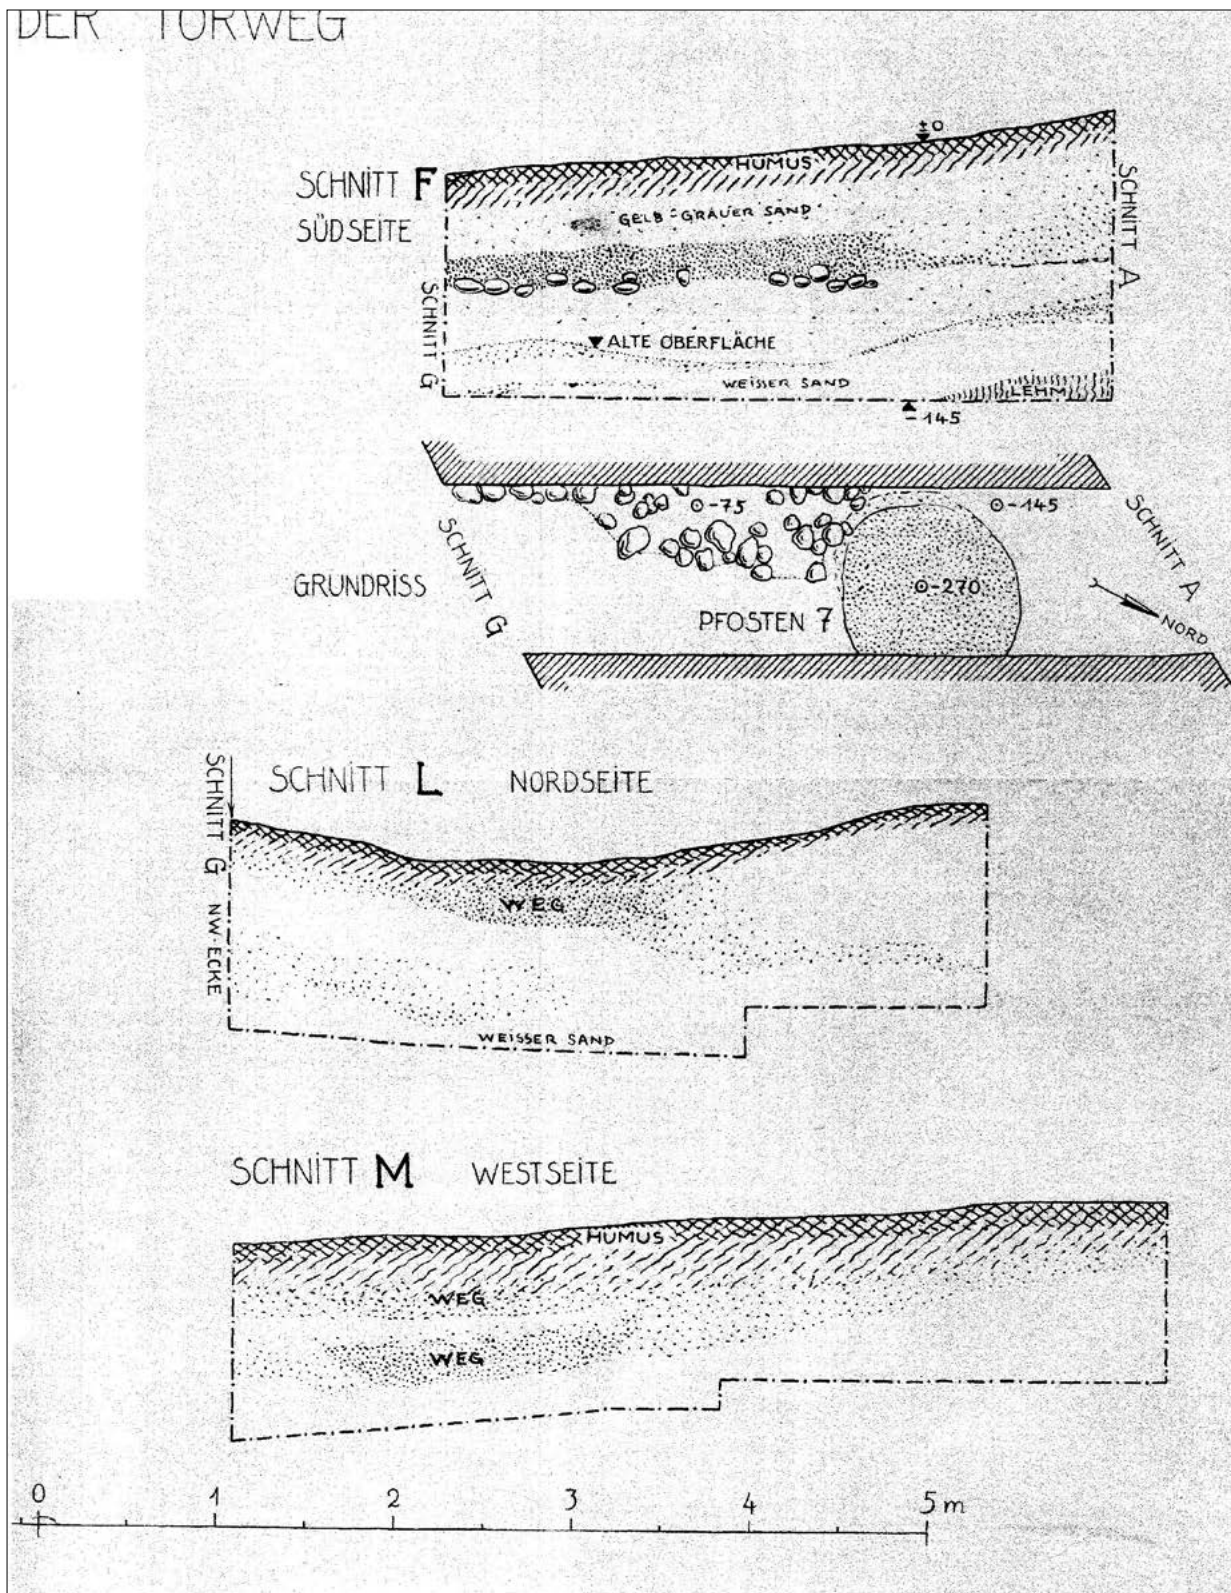 DER TORWEG
±0
HUMUS
SCHNITT F
SÜDSEITE
GELB-GRAUER SAND
SCHNITT A
SCHNITT G
ALTE OBERFLÄCHE
WEISSER SAND
LEHM
-145
-75
-145
SCHNITT G
SCHNITT A
GRUNDRISS
-270
PFOSTEN 7
NORD
SCHNITT G NW-ECKE
SCHNITT L NORDSEITE
WEG
WEISSER SAND
SCHNITT M WESTSEITE
HUMUS
WEG
WEG
0 1 2 3 4 5 m